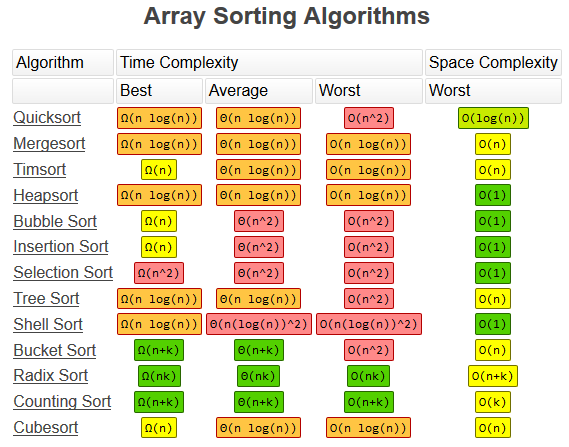 Array Sorting Algorithms
Algorithm Time Complexity Space Complexity
Best Average Worst Worst
Quicksort Ω(n log(n)) Θ(n log(n)) O(n^2) O(log(n))
Mergesort Ω(n log(n)) Θ(n log(n)) O(n log(n)) O(n)
Timsort Ω(n) Θ(n log(n)) O(n log(n)) O(n)
Heapsort Ω(n log(n)) Θ(n log(n)) O(n log(n)) O(1)
Bubble Sort Ω(n) Θ(n^2) O(n^2) O(1)
Insertion Sort Ω(n) Θ(n^2) O(n^2) O(1)
Selection Sort Ω(n^2) Θ(n^2) O(n^2) O(1)
Tree Sort Ω(n log(n)) Θ(n log(n)) O(n^2) O(n)
Shell Sort Ω(n log(n)) Θ(n(log(n))^2) O(n(log(n))^2) O(1)
Bucket Sort Ω(n+k) Θ(n+k) O(n^2) O(n)
Radix Sort Ω(nk) Θ(nk) O(nk) O(n+k)
Counting Sort Ω(n+k) Θ(n+k) O(n+k) O(k)
Cubesort Ω(n) Θ(n log(n)) O(n log(n)) O(n)